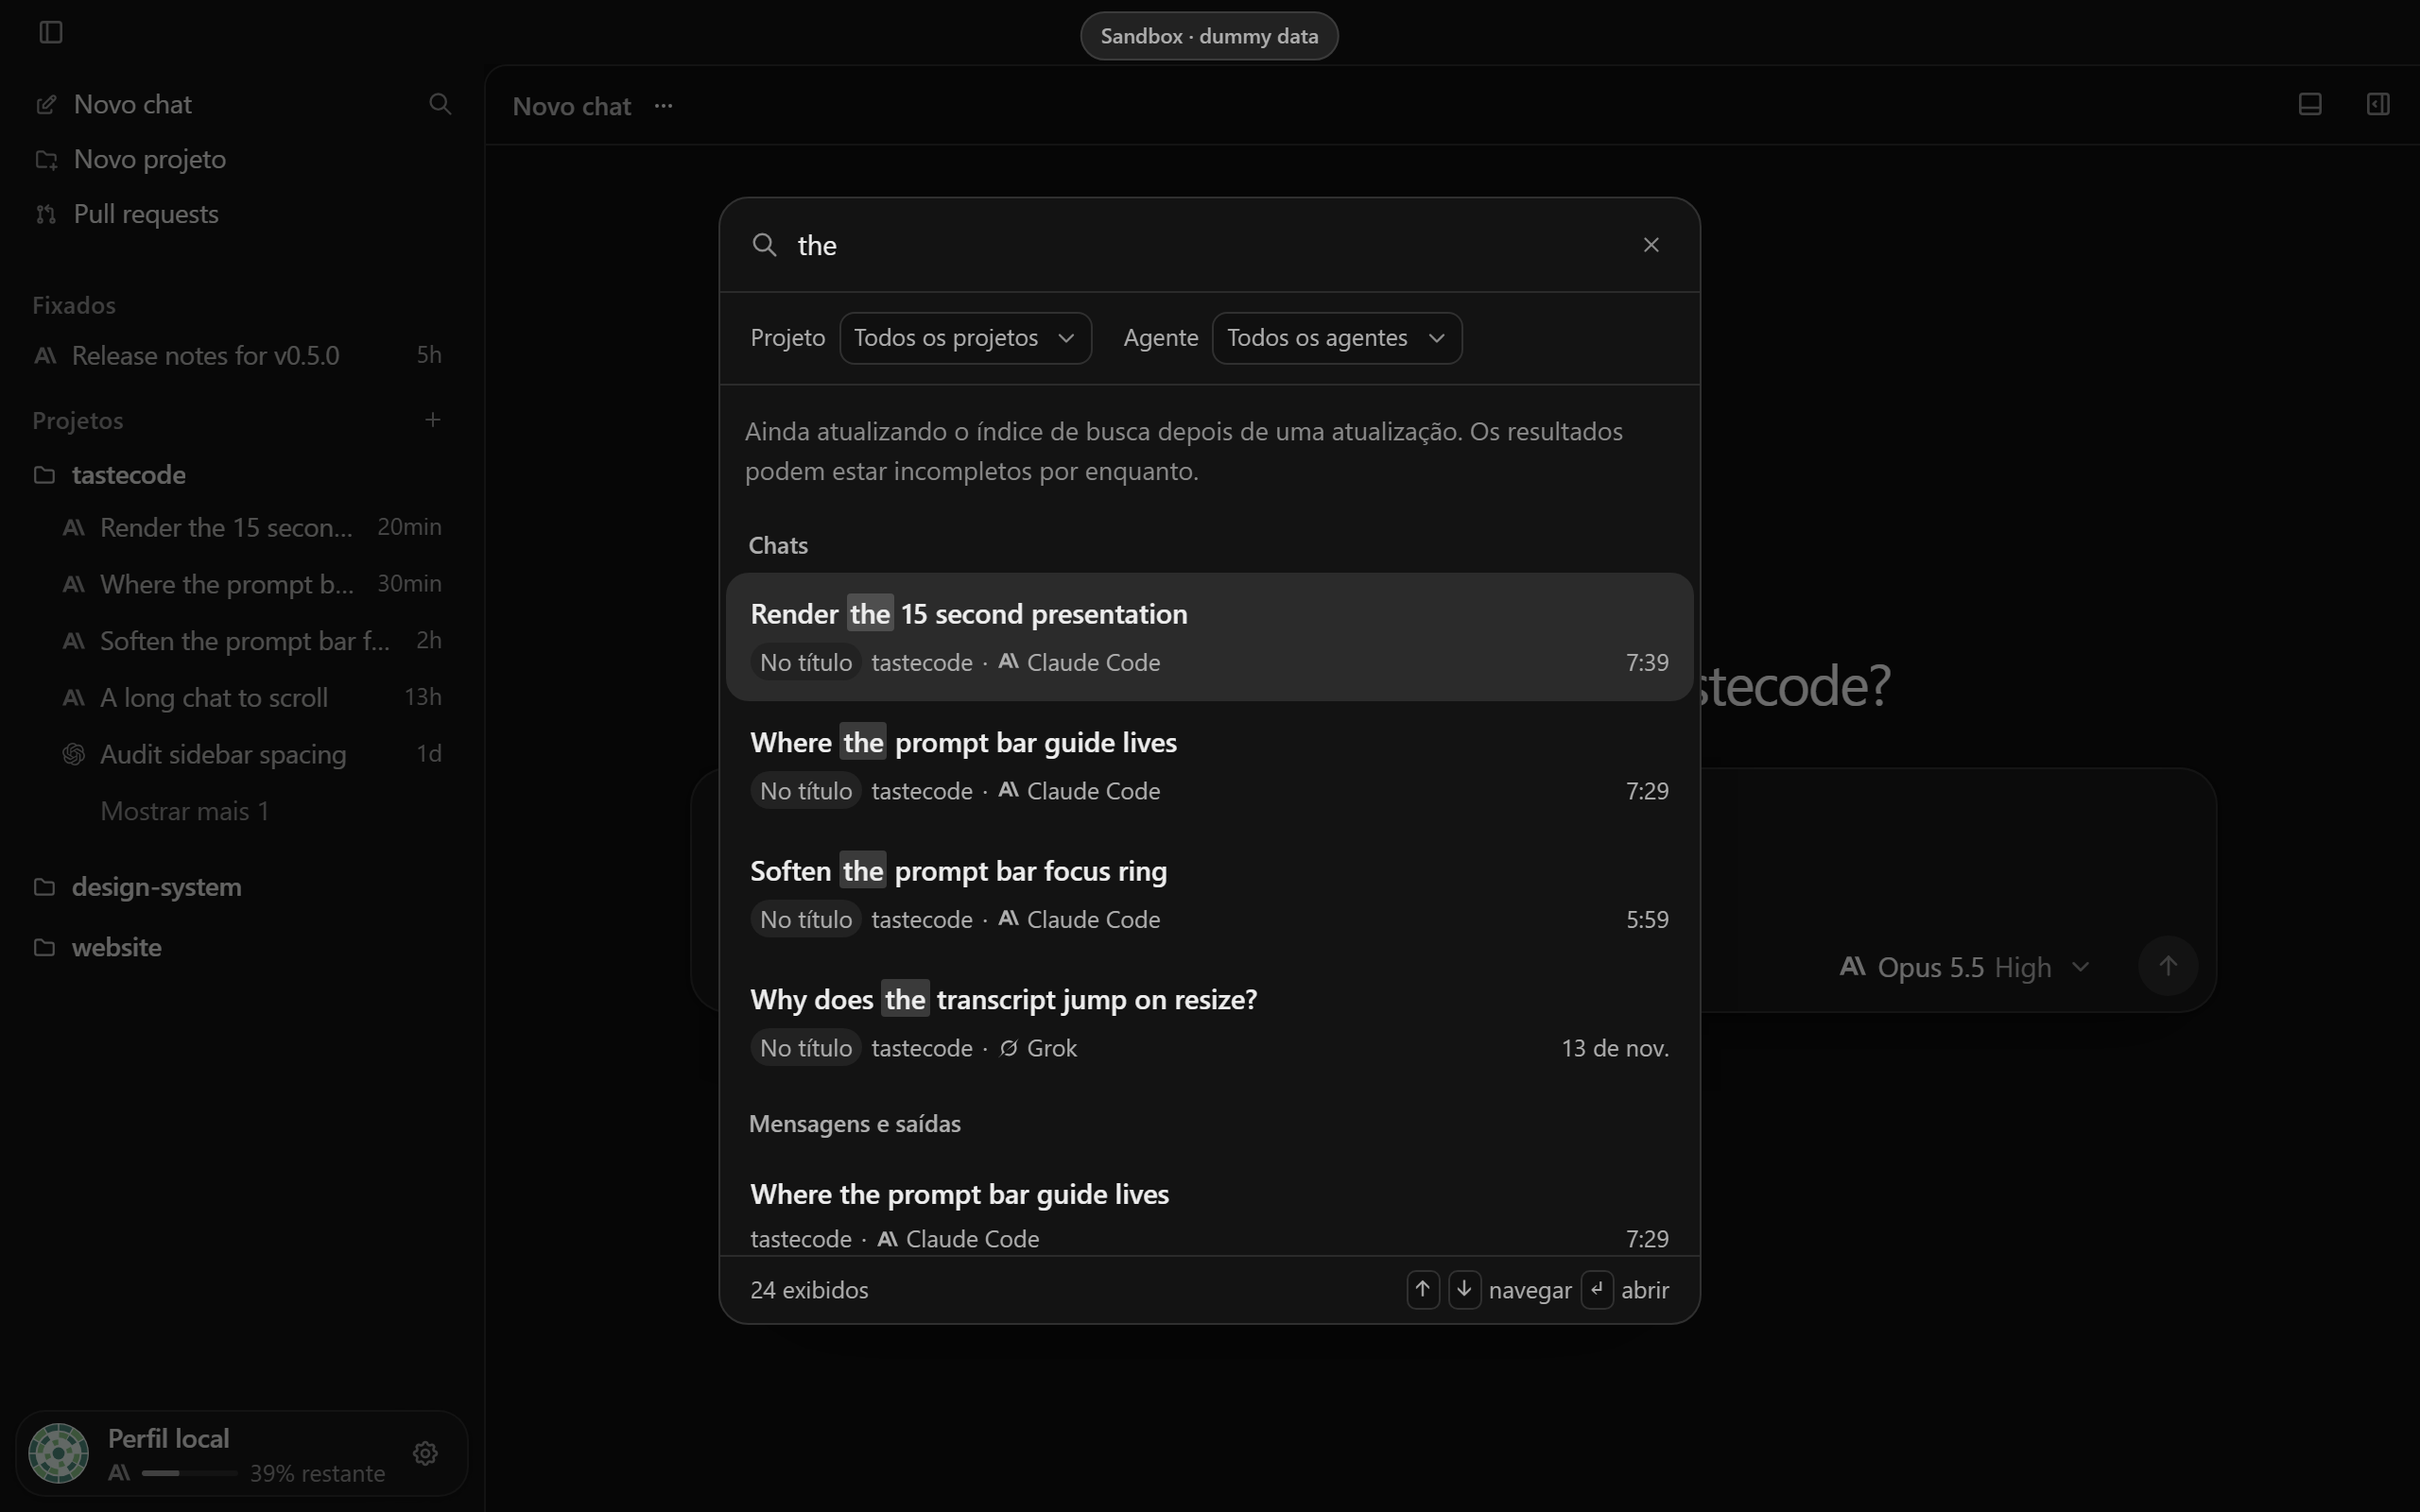 Sandbox · dummy data
Novo chat
Novo projeto
Pull requests
Fixados
Release notes for v0.5.0 5h
Projetos
tastecode
Render the 15 secon... 20min
Where the prompt b... 30min
Soften the prompt bar f... 2h
A long chat to scroll 13h
Audit sidebar spacing 1d
Mostrar mais 1
design-system
website
Perfil local
39% restante
Novo chat
the
Projeto Todos os projetos Agente Todos os agentes
Ainda atualizando o índice de busca depois de uma atualização. Os resultados
podem estar incompletos por enquanto.
Chats
Render the 15 second presentation
No título tastecode · Claude Code 7:39
Where the prompt bar guide lives
No título tastecode · Claude Code 7:29
Soften the prompt bar focus ring
No título tastecode · Claude Code 5:59
Why does the transcript jump on resize?
No título tastecode · Grok 13 de nov.
Mensagens e saídas
Where the prompt bar guide lives
tastecode · Claude Code 7:29
24 exibidos navegar abrir
stecode?
Opus 5.5 High